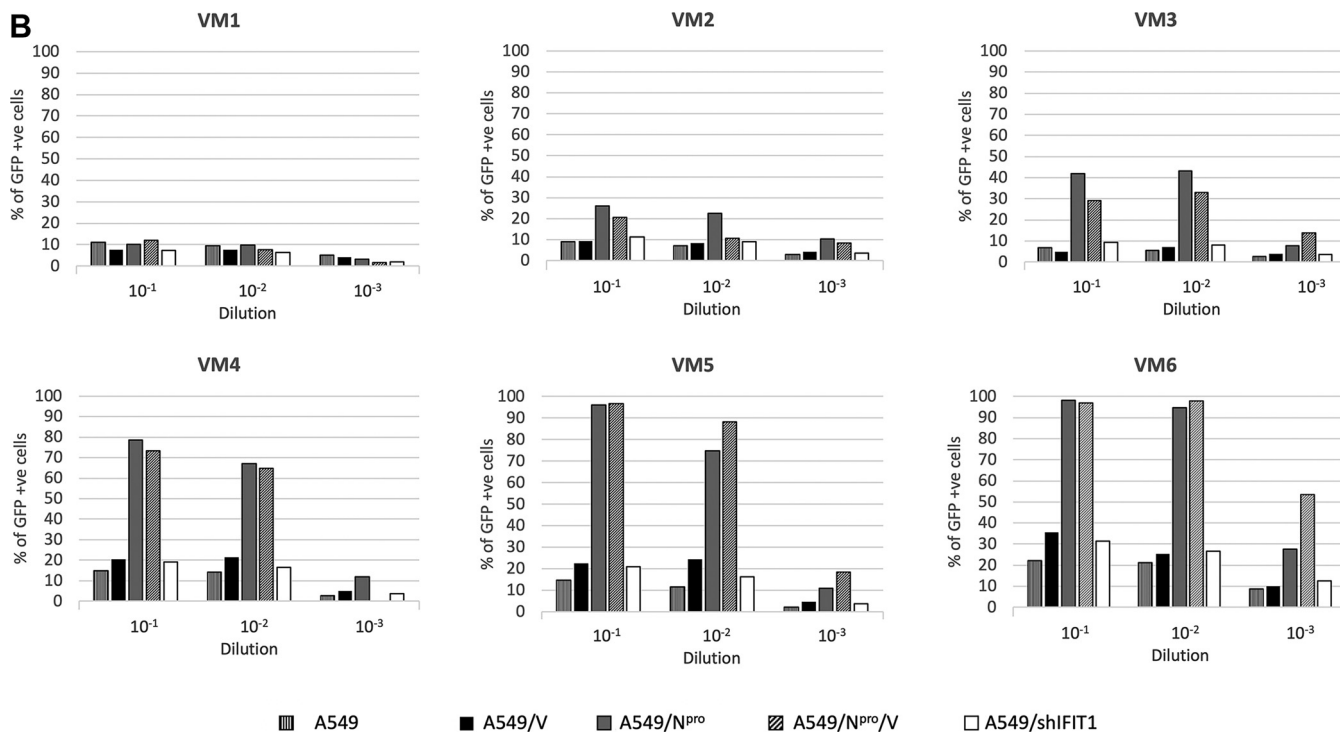 B
VM1
VM2
VM3
% of GFP +ve cells
100
90
80
70
60
50
40
30
20
10
0
10⁻¹ 10⁻² 10⁻³
Dilution
% of GFP +ve cells
100
90
80
70
60
50
40
30
20
10
0
10⁻¹ 10⁻² 10⁻³
Dilution
% of GFP +ve cells
100
90
80
70
60
50
40
30
20
10
0
10⁻¹ 10⁻² 10⁻³
Dilution
VM4
VM5
VM6
% of GFP +ve cells
100
90
80
70
60
50
40
30
20
10
0
10⁻¹ 10⁻² 10⁻³
Dilution
% of GFP +ve cells
100
90
80
70
60
50
40
30
20
10
0
10⁻¹ 10⁻² 10⁻³
Dilution
% of GFP +ve cells
100
90
80
70
60
50
40
30
20
10
0
10⁻¹ 10⁻² 10⁻³
Dilution
A549 A549/V A549/Nᵖʳᵒ A549/Nᵖʳᵒ/V A549/shIFIT1